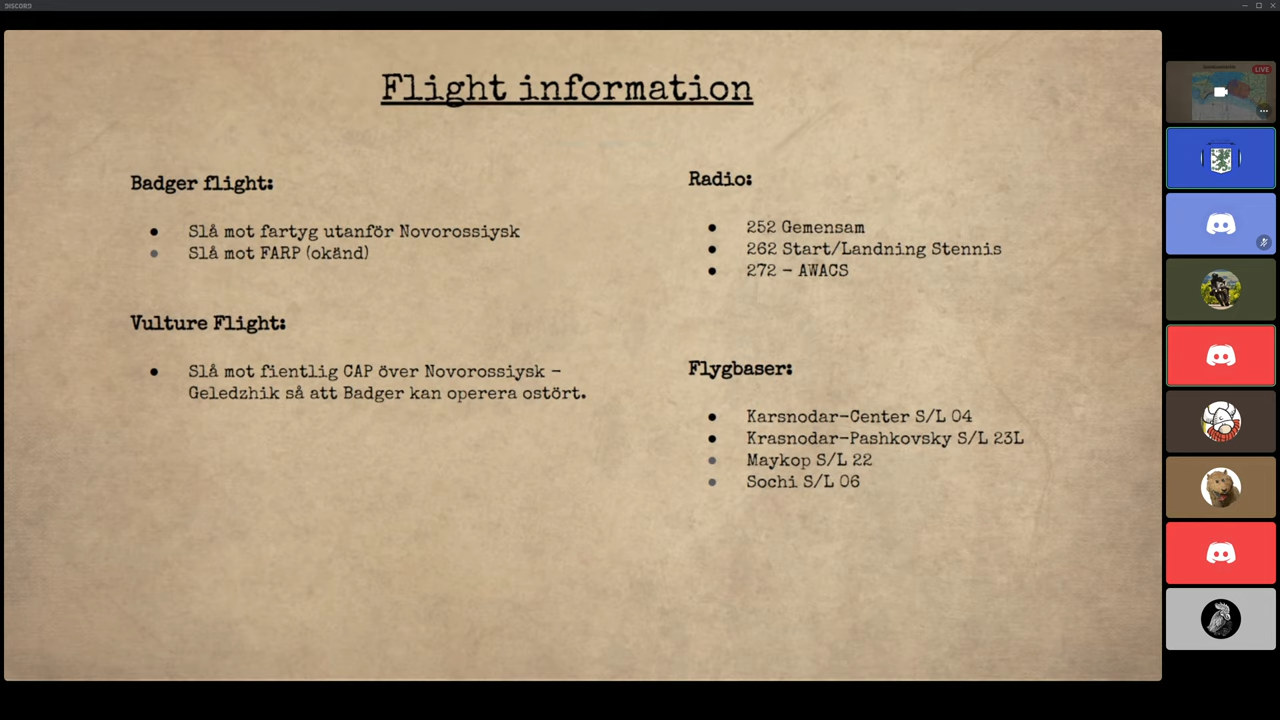 DISCORD
Flight information
Badger flight:
Slå mot fartyg utanför Novorossiysk
Slå mot FARP (okänd)
Vulture Flight:
Slå mot fientlig CAP över Novorossiysk -
Geledzhik så att Badger kan operera ostört.
Radio:
252 Gemensam
262 Start/Landning Stennis
272 - AWACS
Flygbaser:
Karsnodar-Center S/L 04
Krasnodar-Pashkovsky S/L 23L
Maykop S/L 22
Sochi S/L 06
LIVE